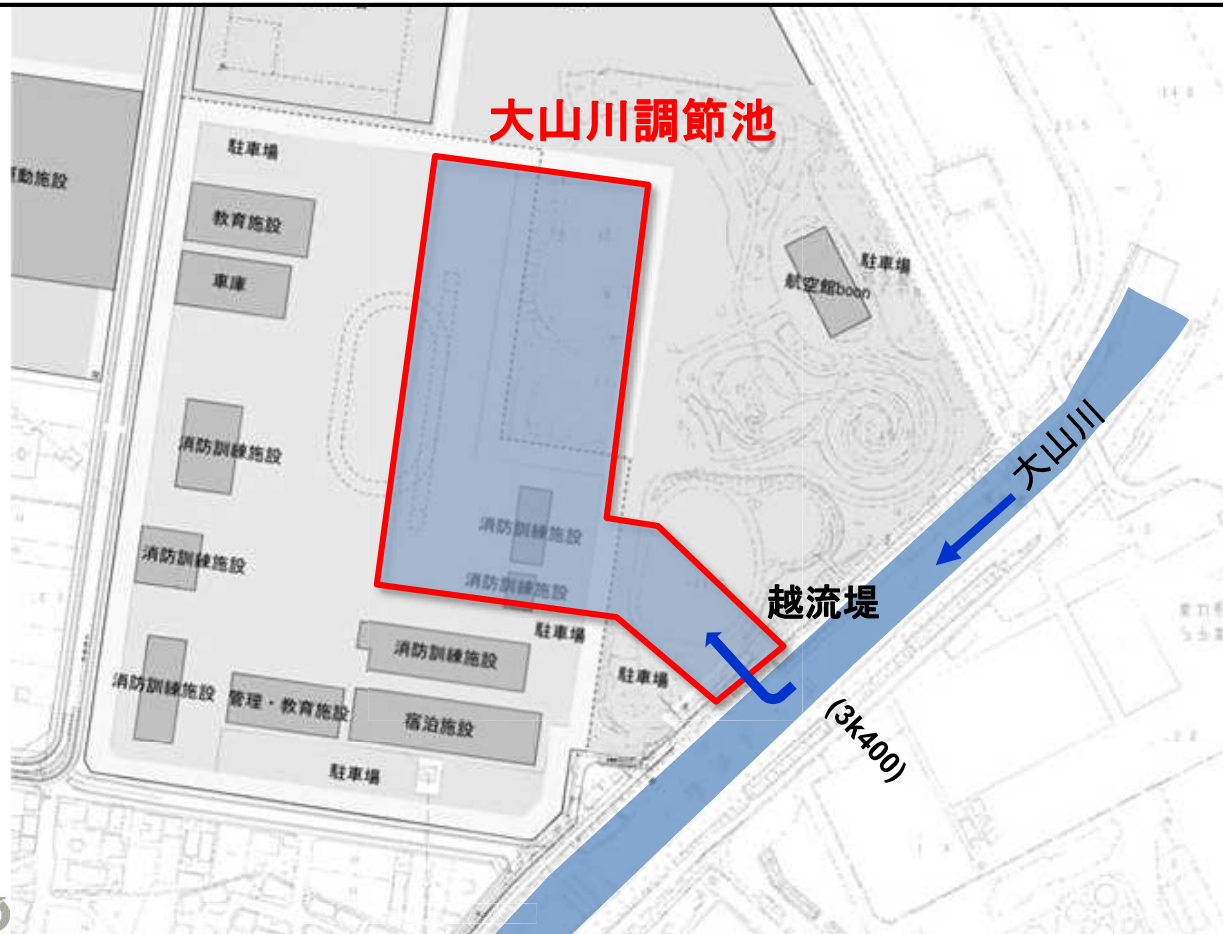 大山川調節池
駐車場
動施設
教育施設
車庫
航空館boon
駐車場
消防訓練施設
大山川
消防訓練施設
消防訓練施設
消防訓練施設
越流堤
駐車場
消防訓練施設
駐車場
消防訓練施設
管理・教育施設
宿泊施設
(3k400)
駐車場